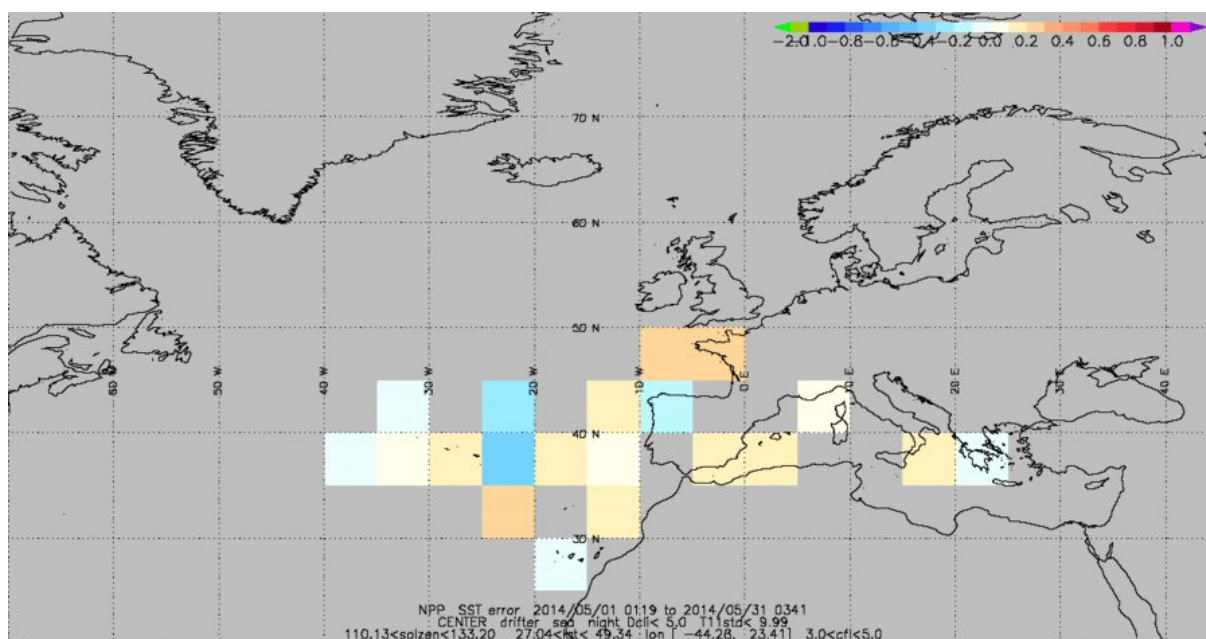 -2.0 -1.0 -0.8 -0.6 -0.4 -0.2 0.0 0.2 0.4 0.6 0.8 1.0
70 N
60 N
50 N
60 W 50 W 40 W 30 W 20 W 10 W 0 E 10 E 20 E 30 E 40 E
40 N
30 N
NPP SST error 2014/05/01 01:19 to 2014/05/31 0341
CENTER drifter sea night Dcli< 5.0 T11std< 9.99
110.13<solzen<133.20 27.04<lat< 49.34 lon [ -44.28, 23.41] 3.0<cfl<5.0